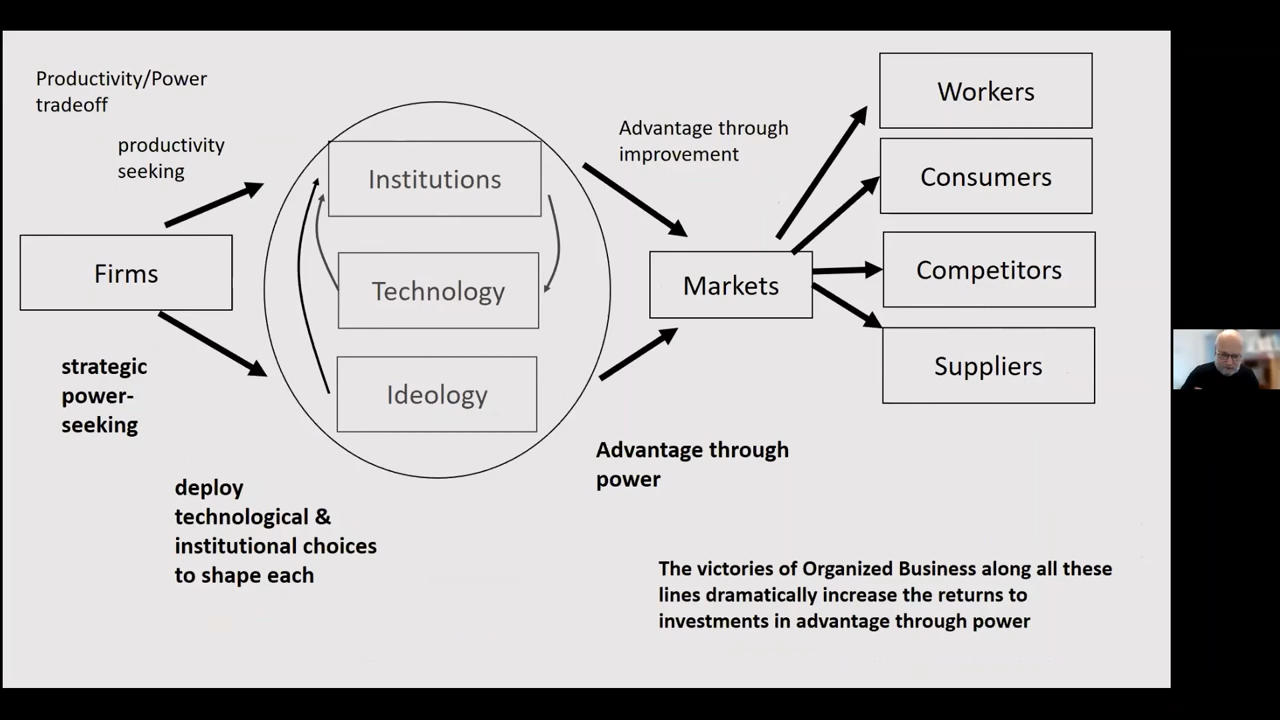 Productivity/Power
tradeoff
productivity
seeking
Firms
strategic
power-
seeking
deploy
technological &
institutional choices
to shape each
Institutions
Technology
Ideology
Advantage through
improvement
Markets
Advantage through
power
Workers
Consumers
Competitors
Suppliers
The victories of Organized Business along all these
lines dramatically increase the returns to
investments in advantage through power